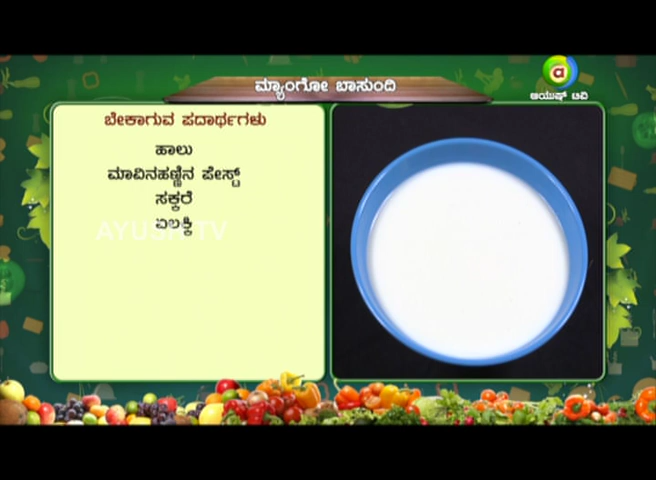 ಮ್ಯಾಂಗೋ ಬಾಸುಂದಿ
ಆಯುಷ್ ಟಿವಿ
ಬೇಕಾಗುವ ಪದಾರ್ಥಗಳು
ಹಾಲು
ಮಾವಿನಹಣ್ಣಿನ ಪೇಸ್ಟ್
ಸಕ್ಕರೆ
ಏಲಕ್ಕಿ
AYUSH TV